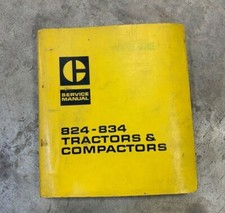 SERVICE
MANUAL
824-834
TRACTORS &
COMPACTORS